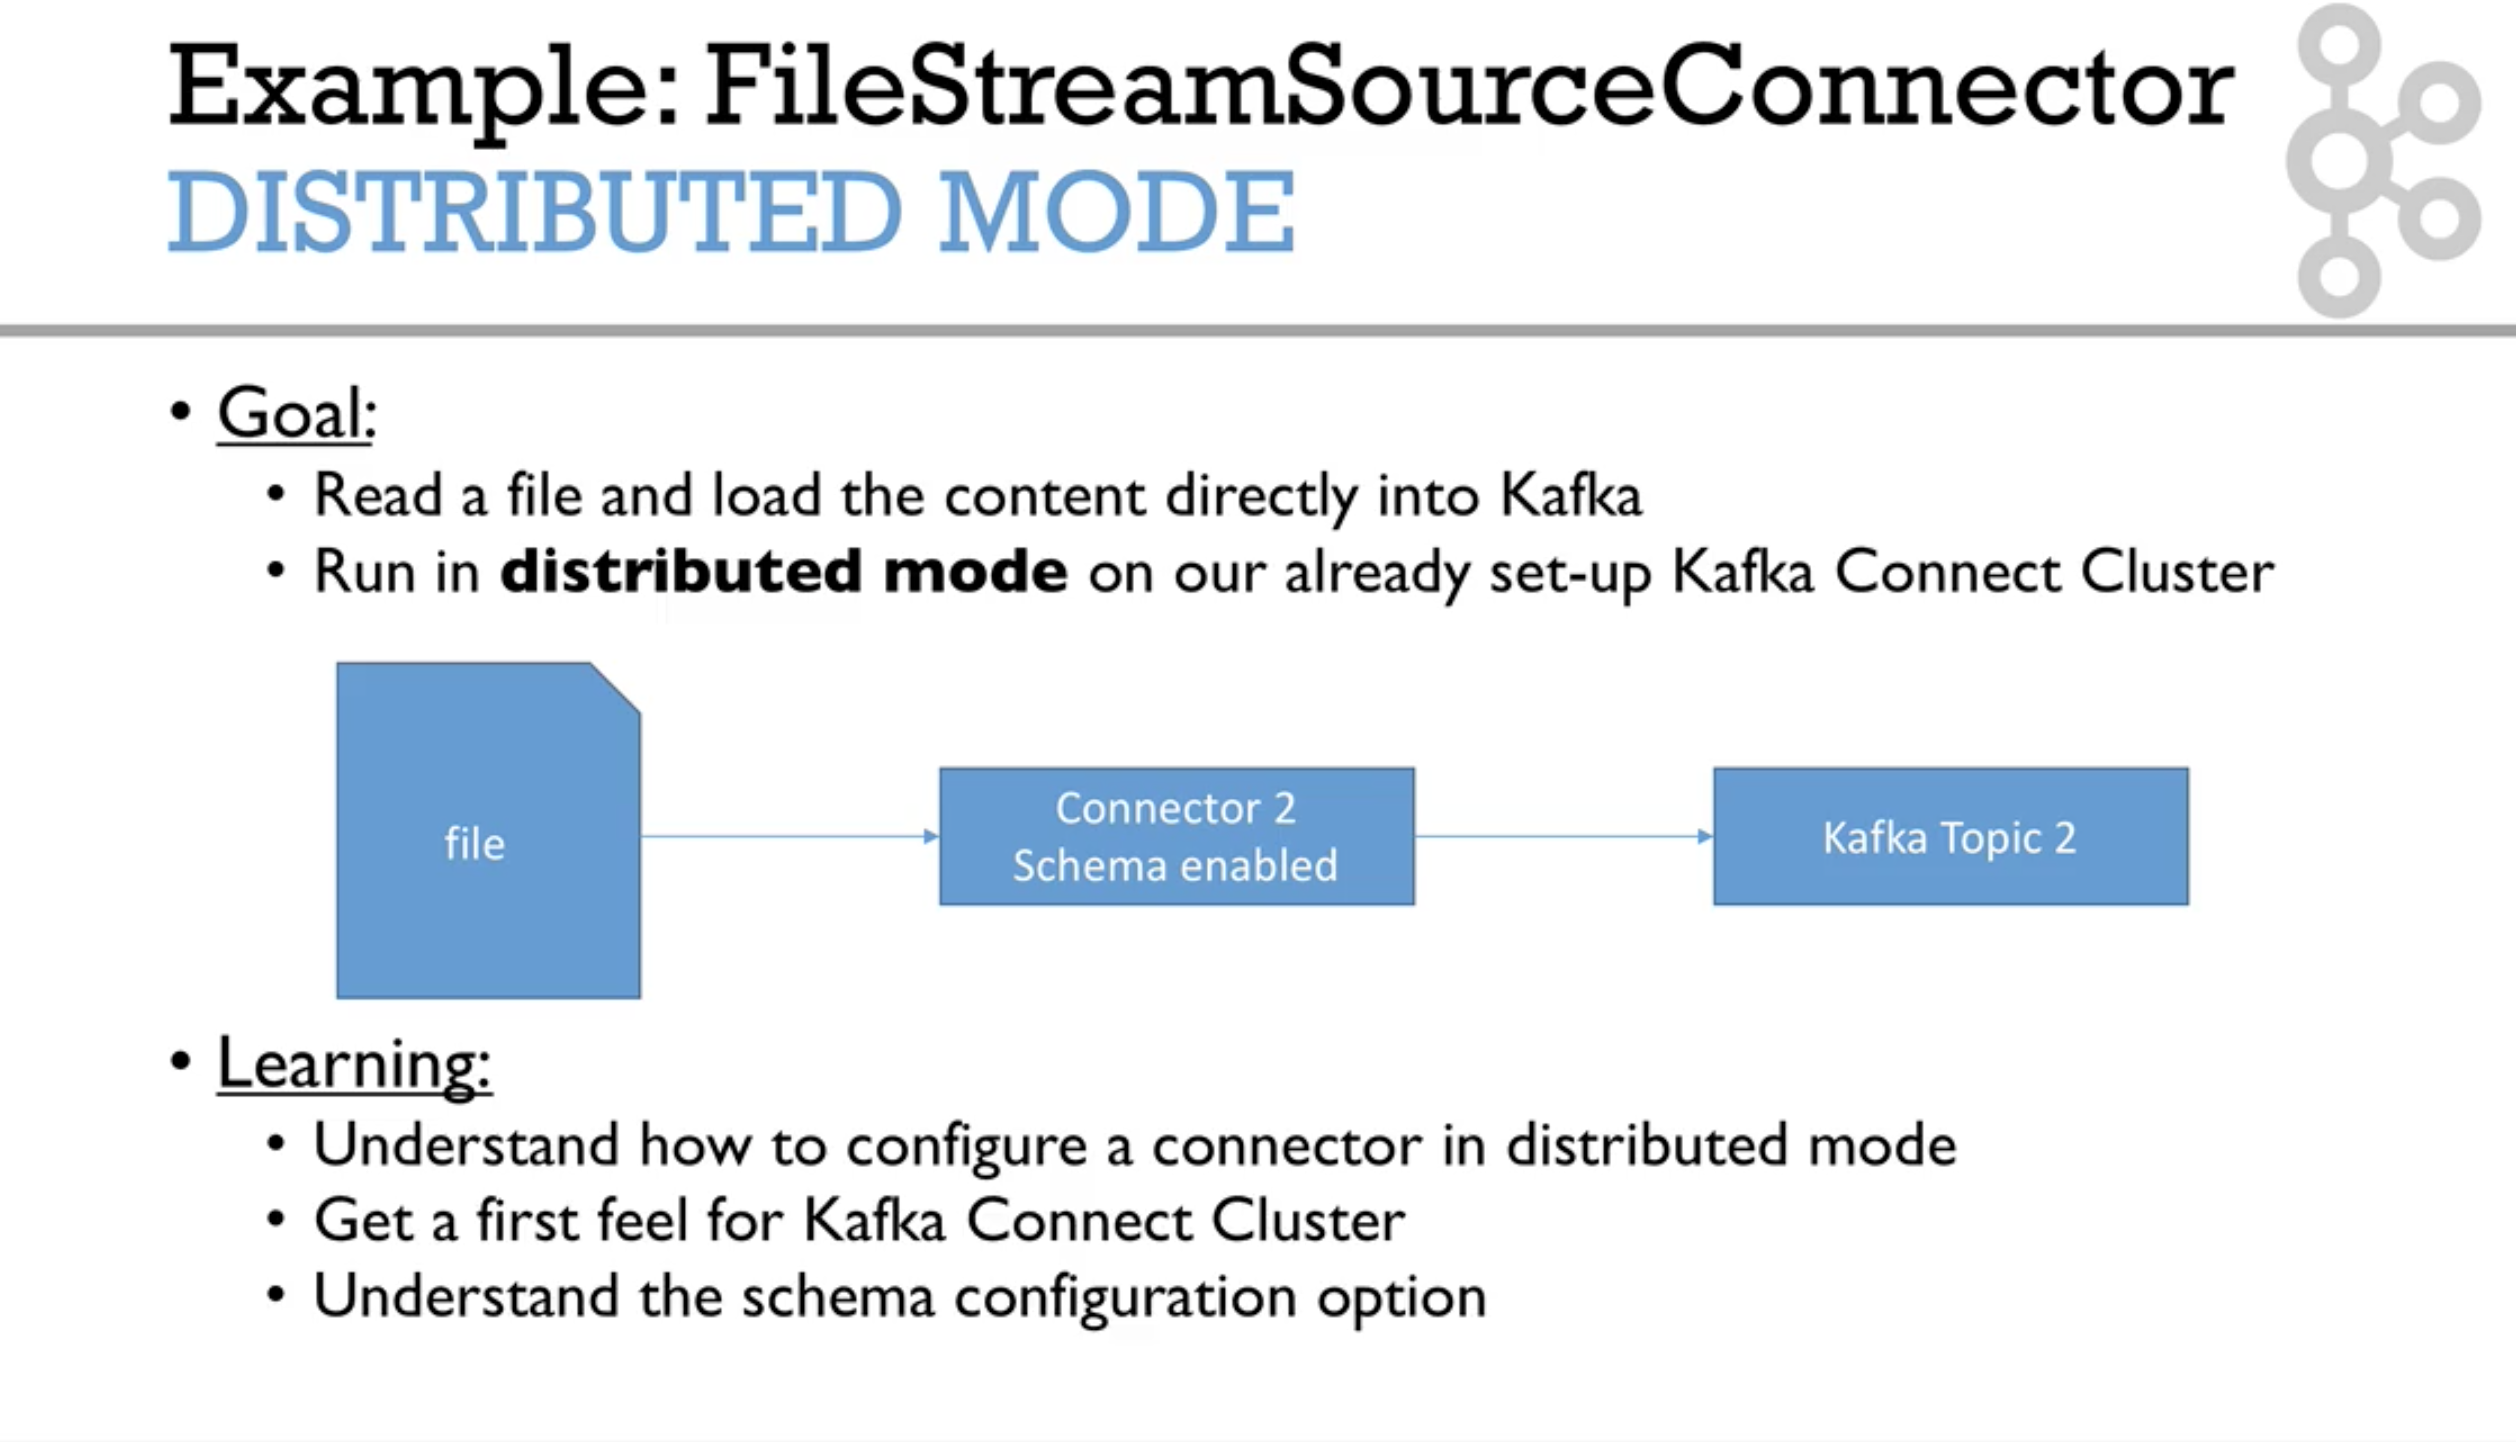 Example: FileStreamSourceConnector
DISTRIBUTED MODE
• Goal:
• Read a file and load the content directly into Kafka
• Run in distributed mode on our already set-up Kafka Connect Cluster
file
Connector 2
Schema enabled
Kafka Topic 2
• Learning:
• Understand how to configure a connector in distributed mode
• Get a first feel for Kafka Connect Cluster
• Understand the schema configuration option